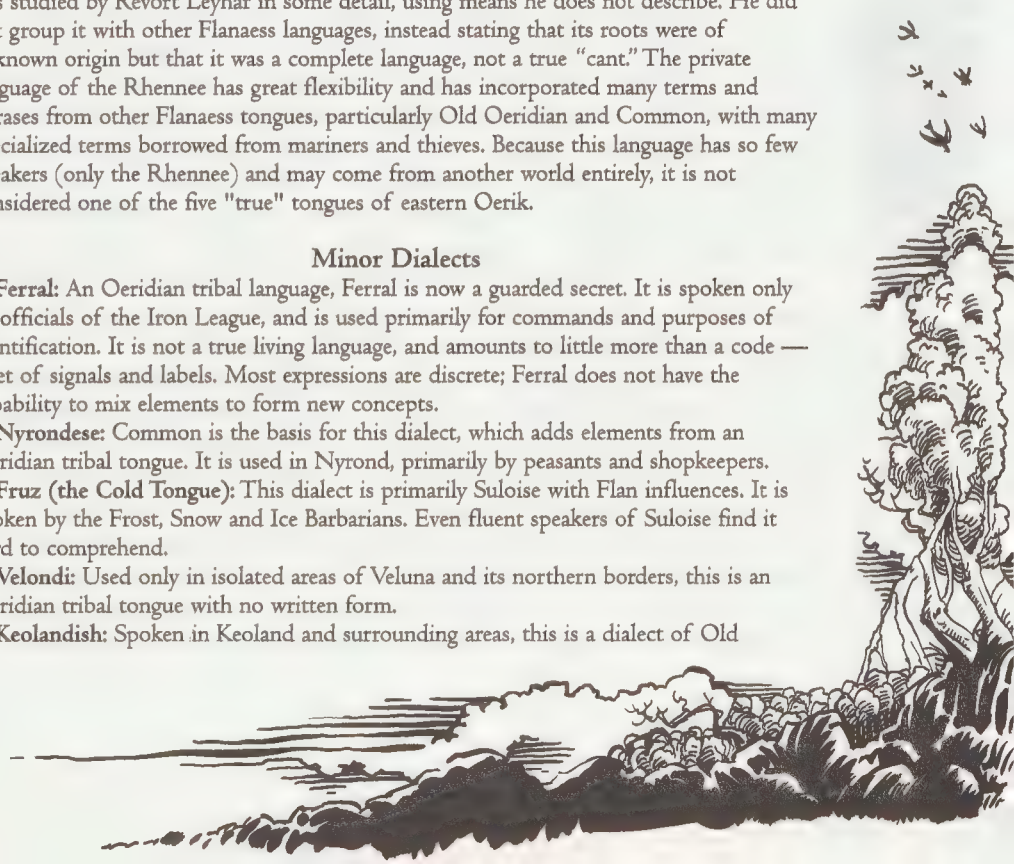 studied by Revort Leynar in some detail, using means he does not describe. He did
group it with other Flanaess languages, instead stating that its roots were of
known origin but that it was a complete language, not a true “cant.” The private
guage of the Rhennee has great flexibility and has incorporated many terms and
rases from other Flanaess tongues, particularly Old Oeridian and Common, with many
cialized terms borrowed from mariners and thieves. Because this language has so few
akers (only the Rhennee) and may come from another world entirely, it is not
nsidered one of the five "true" tongues of eastern Oerik.
Minor Dialects
Ferral: An Oeridian tribal language, Ferral is now a guarded secret. It is spoken only
officials of the Iron League, and is used primarily for commands and purposes of
ntification. It is not a true living language, and amounts to little more than a code —
et of signals and labels. Most expressions are discrete; Ferral does not have the
pability to mix elements to form new concepts.
Nyrondese: Common is the basis for this dialect, which adds elements from an
ridian tribal tongue. It is used in Nyrond, primarily by peasants and shopkeepers.
Fruz (the Cold Tongue): This dialect is primarily Suloise with Flan influences. It is
oken by the Frost, Snow and Ice Barbarians. Even fluent speakers of Suloise find it
rd to comprehend.
Velondi: Used only in isolated areas of Veluna and its northern borders, this is an
ridian tribal tongue with no written form.
Keolandish: Spoken in Keoland and surrounding areas, this is a dialect of Old